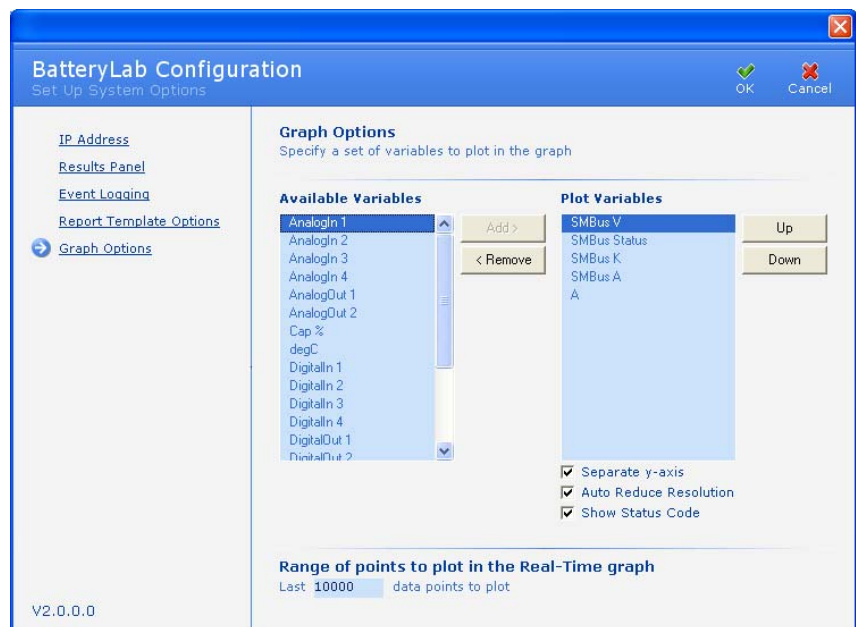 BatteryLab Configuration
Set Up System Options
OK
Cancel
IP Address
Results Panel
Event Logging
Report Template Options
Graph Options
V2.0.0.0
Graph Options
Specify a set of variables to plot in the graph
Available Variables
AnalogIn 1
AnalogIn 2
AnalogIn 3
AnalogIn 4
AnalogOut 1
AnalogOut 2
Cap %
degC
DigitalIn 1
DigitalIn 2
DigitalIn 3
DigitalIn 4
DigitalOut 1
DigitalOut 2
Add >
< Remove
Plot Variables
SMBus V
SMBus Status
SMBus K
SMBus A
A
Up
Down
Separate y-axis
Auto Reduce Resolution
Show Status Code
Range of points to plot in the Real-Time graph
Last 10000 data points to plot